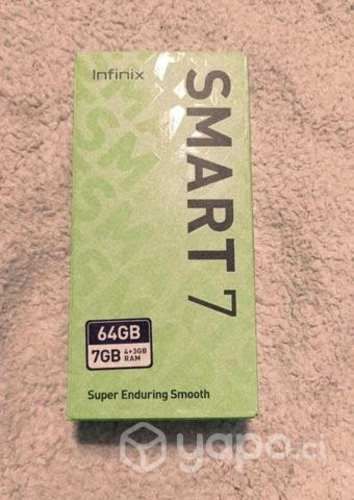 Infinix
SMART 7
64GB
7GB 4+3GB
RAM
Super Enduring Smooth
yapo.cl